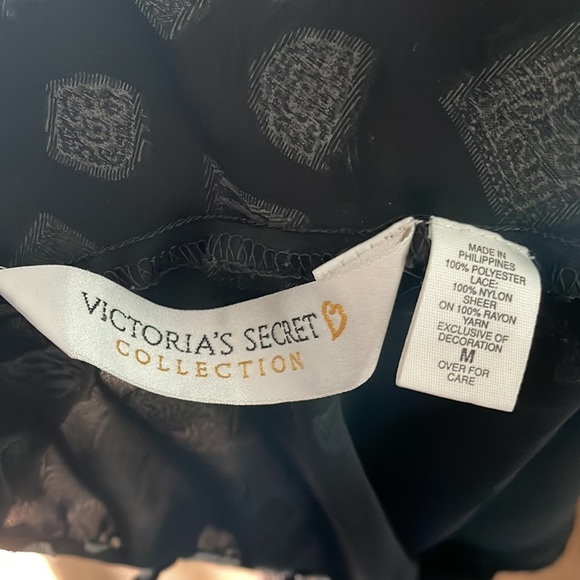 VICTORIA'S SECRET
COLLECTION
MADE IN
PHILIPPINES
100% POLYESTER
LACE:
100% NYLON
SHEER
ON 100% RAYON
YARN
EXCLUSIVE OF
DECORATION
M
OVER FOR
CARE